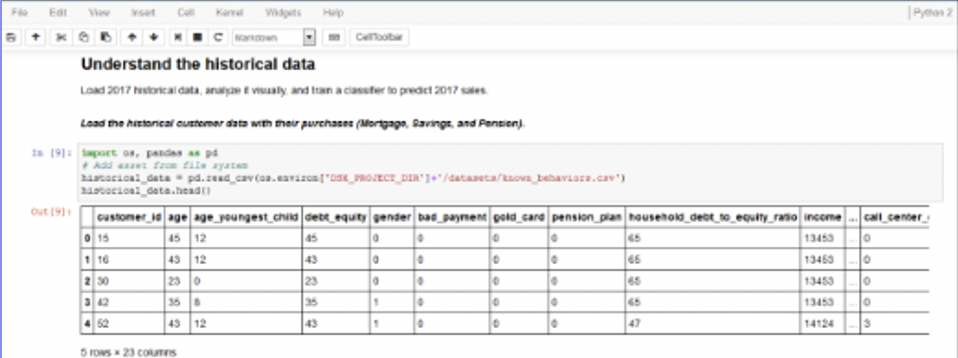 File Edit View Insert Cell Kernel Widgets Help Python 2
Markdown CellToolbar
Understand the historical data
Load 2017 historical data, analyze it visually, and train a classifier to predict 2017 sales.
Load the historical customer data with their purchases (Mortgage, Savings, and Pension).
In [9]: import os, pandas as pd
# Add asset from file system
historical_data = pd.read_csv(os.environ['DSX_PROJECT_DIR']+'/datasets/known_behaviors.csv')
historical_data.head()
Out[9]: customer_id age age_youngest_child debt_equity gender bad_payment gold_card pension_plan household_debt_to_equity_ratio income ... call_center_
0 15 45 12 45 0 0 0 0 65 13453 ... 0
1 16 43 12 43 0 0 0 0 65 13453 ... 0
2 30 23 0 23 0 0 0 0 65 13453 ... 0
3 42 35 8 35 1 0 0 0 65 13453 ... 0
4 52 43 12 43 1 0 0 0 47 14124 ... 3
5 rows × 23 columns